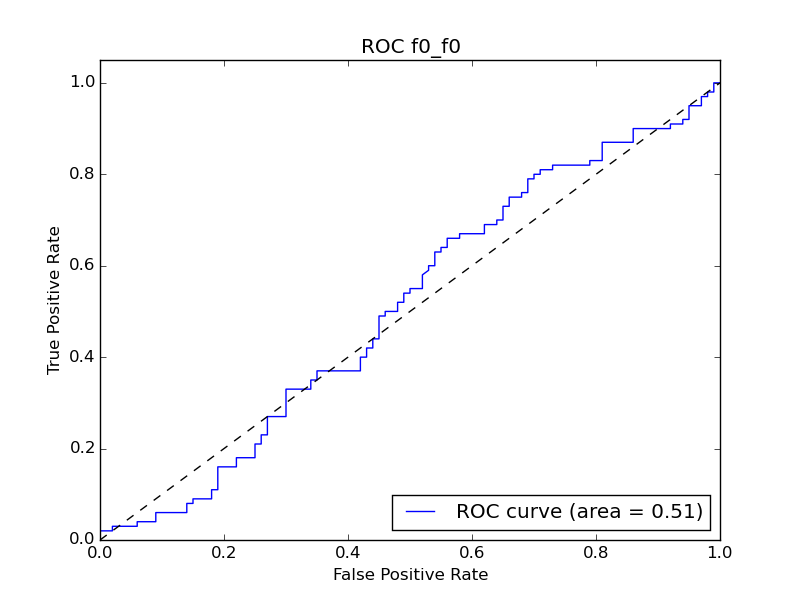 ROC f0_f0
1.0
0.8
0.6
0.4
0.2
0.0
True Positive Rate
ROC curve (area = 0.51)
0.0 0.2 0.4 0.6 0.8 1.0
False Positive Rate